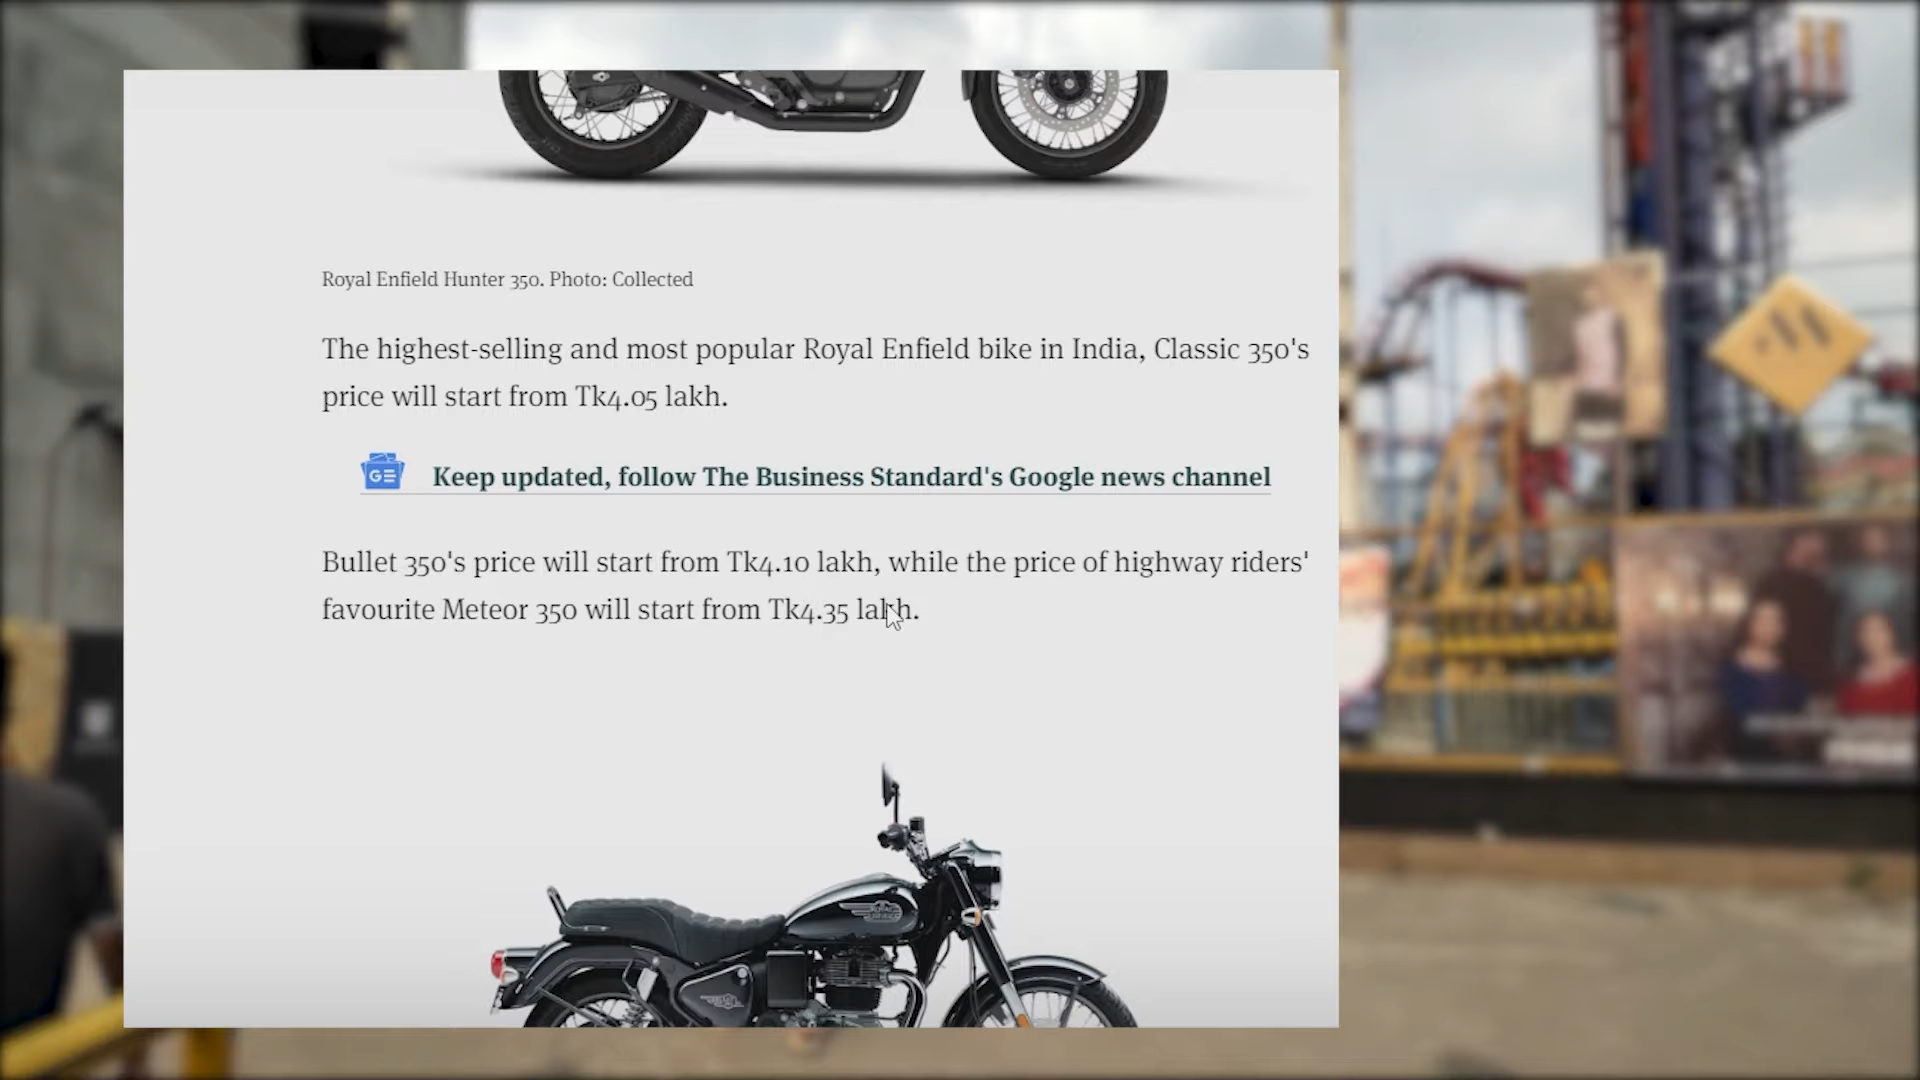 Royal Enfield Hunter 350. Photo: Collected
The highest-selling and most popular Royal Enfield bike in India, Classic 350's
price will start from Tk4.05 lakh.
GE
Keep updated, follow The Business Standard's Google news channel
Bullet 350's price will start from Tk4.10 lakh, while the price of highway riders'
favourite Meteor 350 will start from Tk4.35 lakh.
ROYAL
ENFIELD